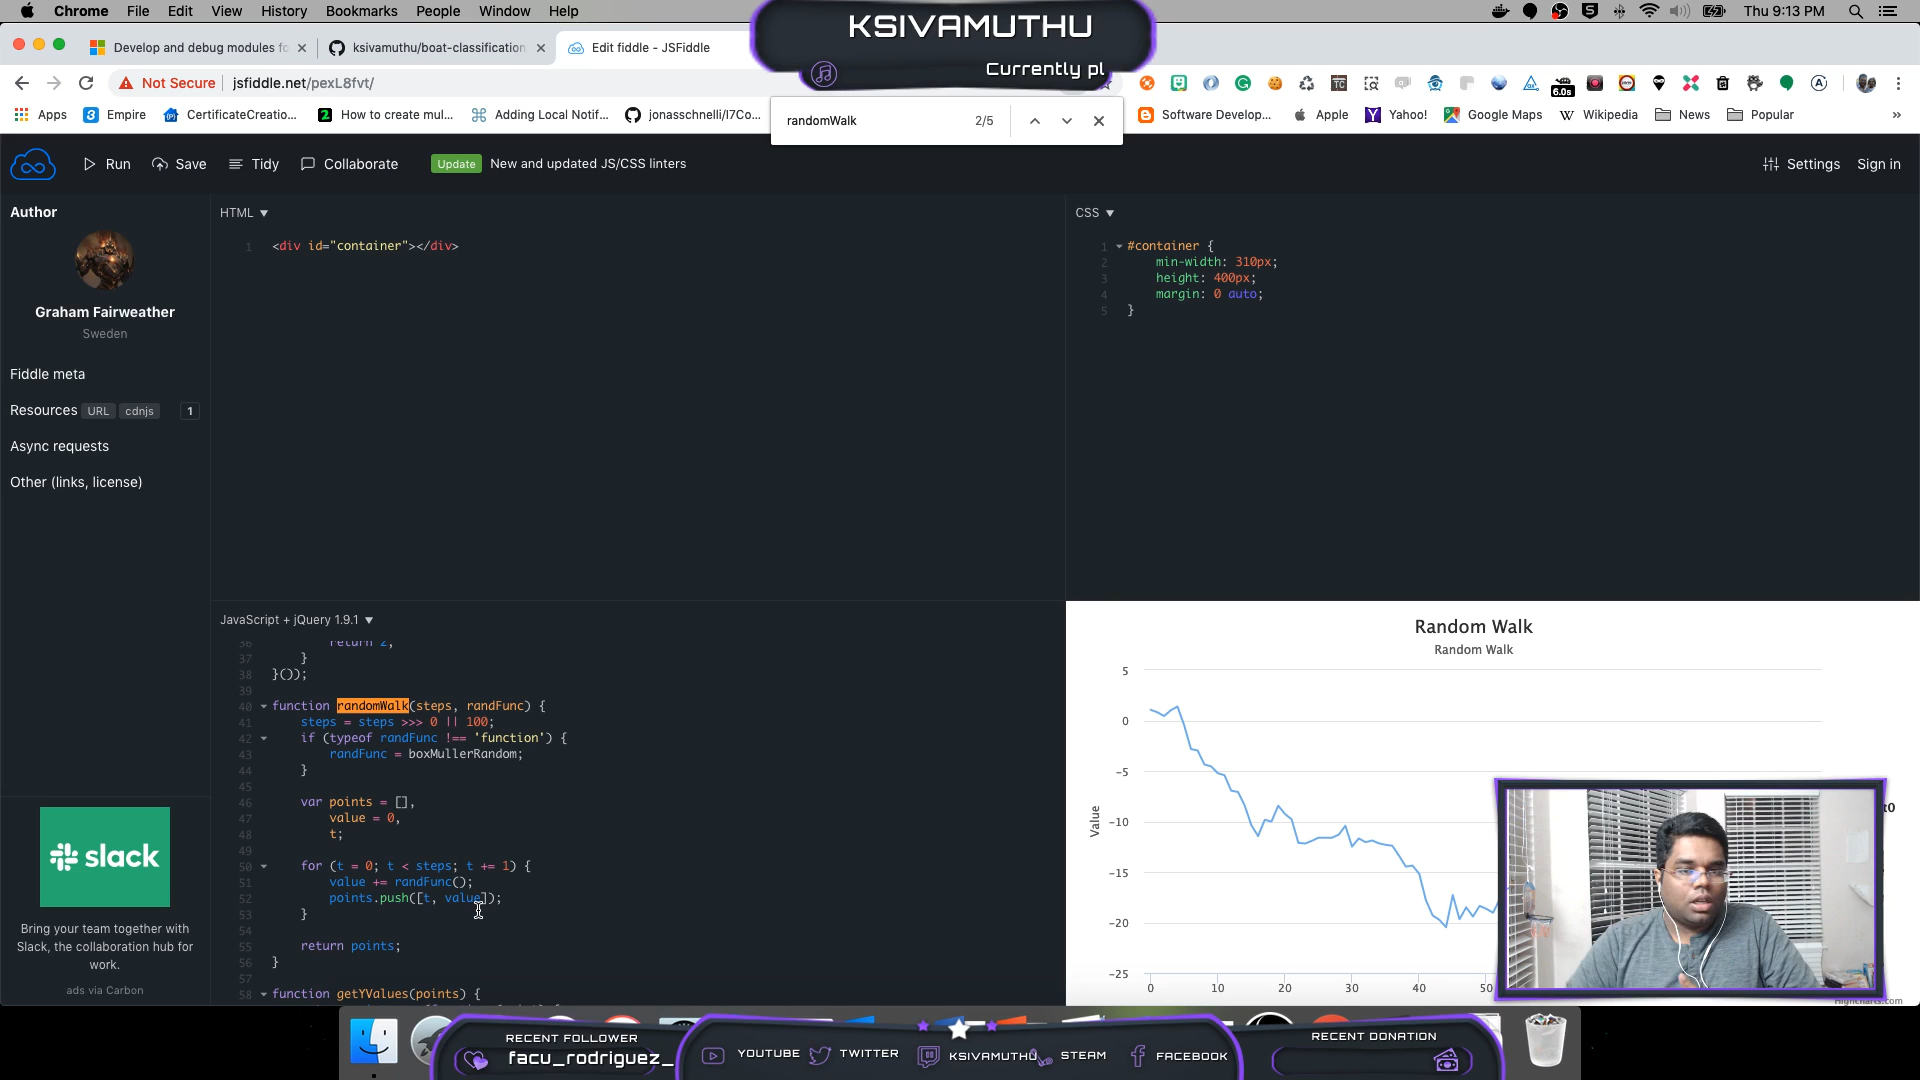 Chrome File Edit View History Bookmarks People Window Help
Thu 9:13 PM
KSIVAMUTHU
Currently pl
Develop and debug modules fo
ksivamuthu/boat-classification
Edit fiddle - JSFiddle
Not Secure jsfiddle.net/pexL8fvt/
6.0s
Apps Empire CertificateCreatio... How to create mul... Adding Local Notif... jonasschnelli/l7Co...
Software Develop... Apple Yahoo! Google Maps Wikipedia News Popular »
randomWalk 2/5
Run Save Tidy Collaborate Update New and updated JS/CSS linters
Settings Sign in
Author
Graham Fairweather
Sweden
Fiddle meta
Resources URL cdnjs 1
Async requests
Other (links, license)
slack
Bring your team together with
Slack, the collaboration hub for
work.
ads via Carbon
HTML ▼
1 <div id="container"></div>
CSS ▼
1 #container {
2 min-width: 310px;
3 height: 400px;
4 margin: 0 auto;
5 }
JavaScript + jQuery 1.9.1 ▼
36 return 2,
37 }
38 }());
39
40 function randomWalk(steps, randFunc) {
41 steps = steps >>> 0 || 100;
42 if (typeof randFunc !== 'function') {
43 randFunc = boxMullerRandom;
44 }
45
46 var points = [],
47 value = 0,
48 t;
49
50 for (t = 0; t < steps; t += 1) {
51 value += randFunc();
52 points.push([t, value]);
53 }
54
55 return points;
56 }
57
58 function getYValues(points) {
Random Walk
Random Walk
Value
5
0
-5
-10
-15
-20
-25
0 10 20 30 40 50
t0
Highcharts.com
RECENT FOLLOWER
facu_rodriguez_
YOUTUBE TWITTER KSIVAMUTHU STEAM FACEBOOK
RECENT DONATION